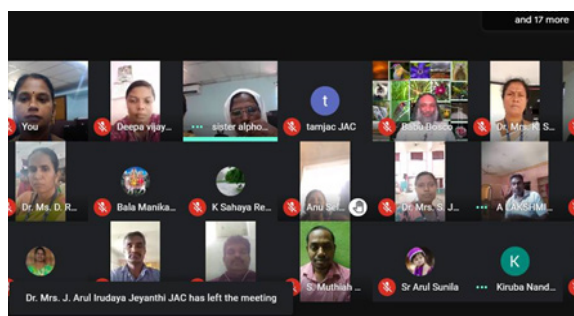 and 17 more
t
You
Deepa vijay...
sister alpho...
tamjac JAC
Babu Bosco
Dr. Mrs. K. S...
Dr. Ms. D. R...
Bala Manika...
K Sahaya Re...
Anu Sel...
Dr. Mrs. S. J...
A LAKSHMI...
K
S. Muthiah ...
Sr Arul Sunila
Kiruba Nand...
Dr. Mrs. J. Arul Irudaya Jeyanthi JAC has left the meeting